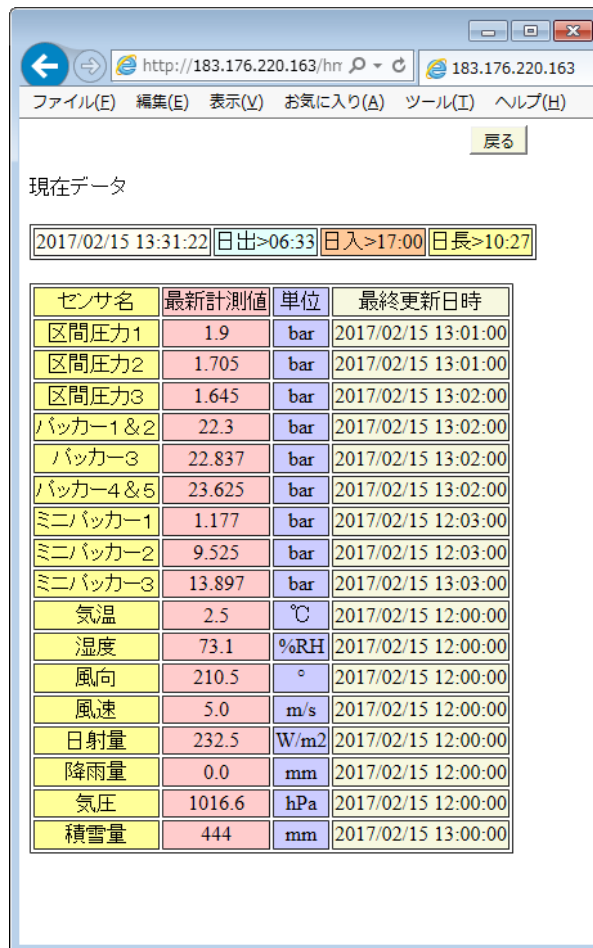 http://183.176.220.163/hm
183.176.220.163
ファイル(F) 編集(E) 表示(V) お気に入り(A) ツール(T) ヘルプ(H)
戻る
現在データ
2017/02/15 13:31:22 日出>06:33 日入>17:00 日長>10:27
センサ名 最新計測値 単位 最終更新日時
区間圧力1 1.9 bar 2017/02/15 13:01:00
区間圧力2 1.705 bar 2017/02/15 13:01:00
区間圧力3 1.645 bar 2017/02/15 13:02:00
パッカー1&2 22.3 bar 2017/02/15 13:02:00
パッカー3 22.837 bar 2017/02/15 13:02:00
パッカー4&5 23.625 bar 2017/02/15 13:02:00
ミニパッカー1 1.177 bar 2017/02/15 12:03:00
ミニパッカー2 9.525 bar 2017/02/15 12:03:00
ミニパッカー3 13.897 bar 2017/02/15 13:03:00
気温 2.5 ℃ 2017/02/15 12:00:00
湿度 73.1 %RH 2017/02/15 12:00:00
風向 210.5 ° 2017/02/15 12:00:00
風速 5.0 m/s 2017/02/15 12:00:00
日射量 232.5 W/m2 2017/02/15 12:00:00
降雨量 0.0 mm 2017/02/15 12:00:00
気圧 1016.6 hPa 2017/02/15 12:00:00
積雪量 444 mm 2017/02/15 13:00:00